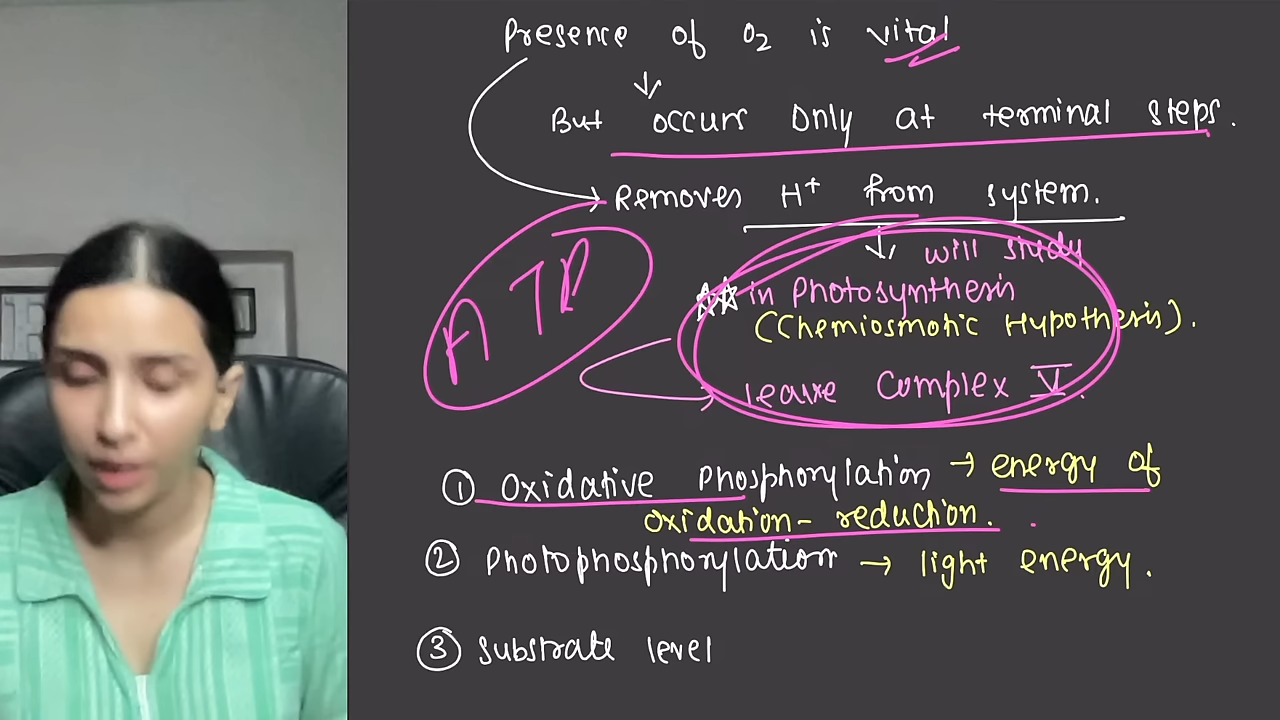 Presence of O2 is vital
↓
But occurs only at terminal steps.
→ Removes H+ from system.
↓ will study
ATP
☆☆ in Photosynthesis
(Chemiosmotic Hypothesis).
→ leave Complex V.
① Oxidative Phosphorylation → energy of
oxidation- reduction.
② Photophosphorylation → light energy.
③ Substrate level